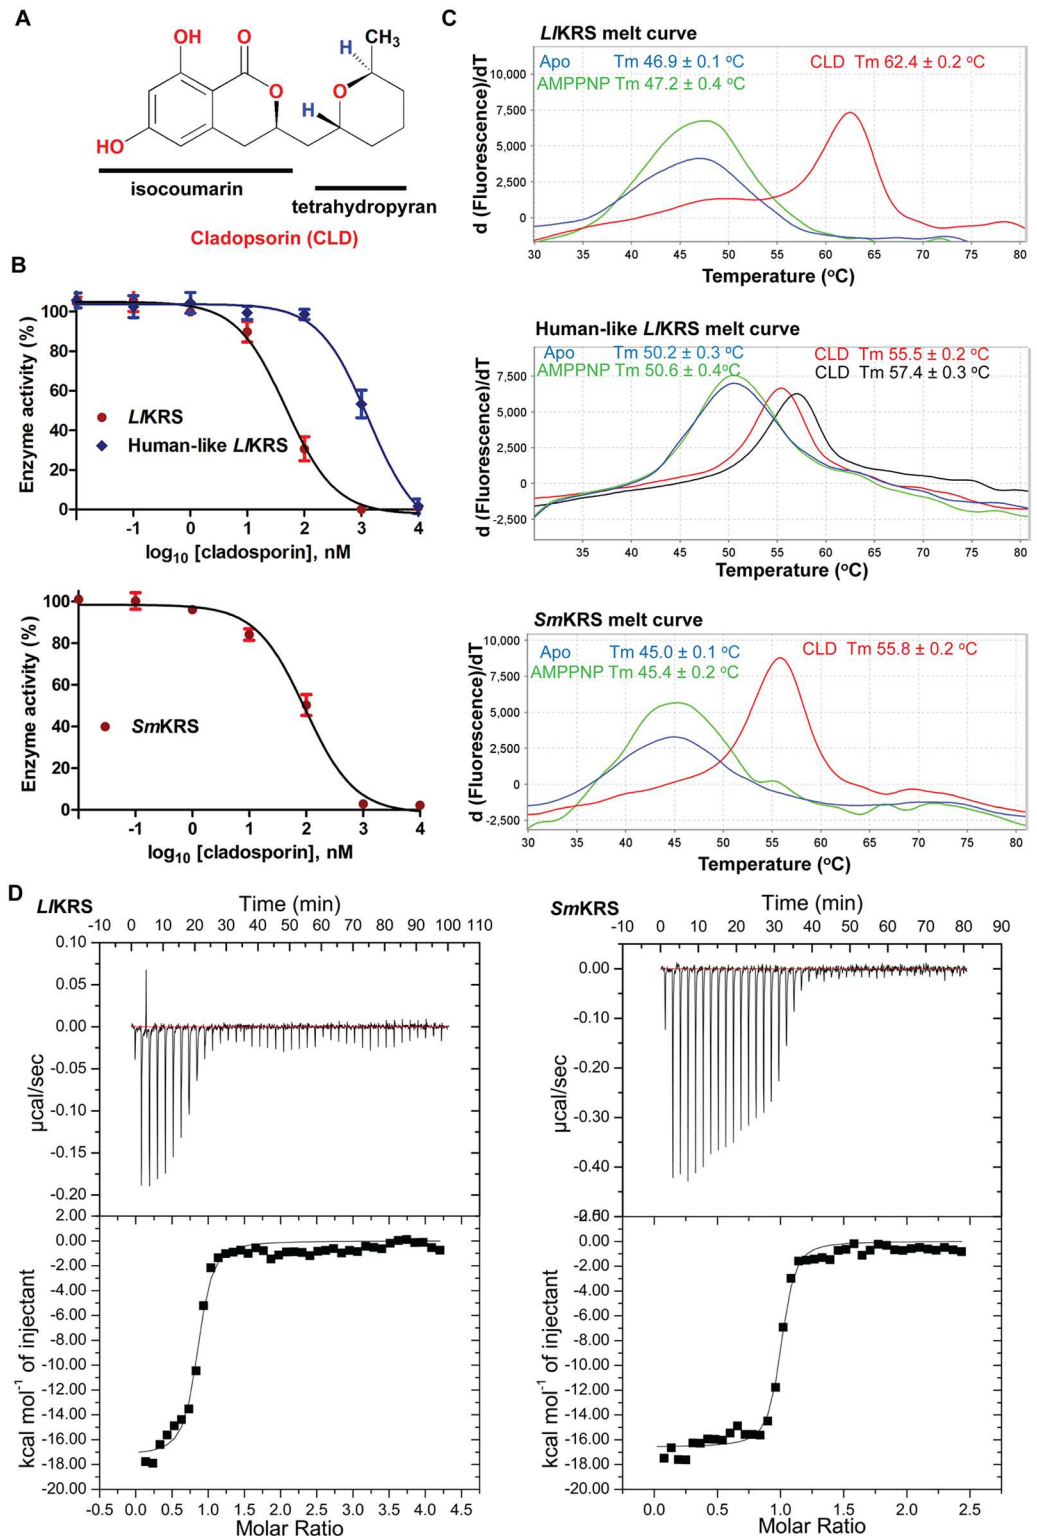 A
OH
O
O
HO
H
CH3
O
H
isocoumarin
tetrahydropyran
Cladopsorin (CLD)
B
Enzyme activity (%)
100
80
60
40
20
0
LlKRS
Human-like LlKRS
-1 0 1 2 3 4
log10 [cladosporin], nM
Enzyme activity (%)
100
80
60
40
20
0
SmKRS
-1 0 1 2 3 4
log10 [cladosporin], nM
C
LlKRS melt curve
Apo Tm 46.9 ± 0.1 ºC
AMPPNP Tm 47.2 ± 0.4 ºC
CLD Tm 62.4 ± 0.2 ºC
d (Fluorescence)/dT
10,000
7,500
5,000
2,500
0
30 35 40 45 50 55 60 65 70 75 80
Temperature (ºC)
Human-like LlKRS melt curve
Apo Tm 50.2 ± 0.3 ºC
AMPPNP Tm 50.6 ± 0.4ºC
CLD Tm 55.5 ± 0.2 ºC
CLD Tm 57.4 ± 0.3 ºC
d (Fluorescence)/dT
7,500
5,000
2,500
0
-2,500
35 40 45 50 55 60 65 70 75 80
Temperature (ºC)
SmKRS melt curve
Apo Tm 45.0 ± 0.1 ºC
AMPPNP Tm 45.4 ± 0.2 ºC
CLD Tm 55.8 ± 0.2 ºC
d (Fluorescence)/dT
10,000
7,500
5,000
2,500
0
-2,500
30 35 40 45 50 55 60 65 70 75 80
Temperature (ºC)
D
LlKRS
Time (min)
-10 0 10 20 30 40 50 60 70 80 90 100 110
µcal/sec
0.10
0.05
0.00
-0.05
-0.10
-0.15
-0.20
2.00
0.00
-2.00
-4.00
-6.00
-8.00
-10.00
-12.00
-14.00
-16.00
-18.00
-20.00
kcal mol-1 of injectant
-0.5 0.0 0.5 1.0 1.5 2.0 2.5 3.0 3.5 4.0 4.5
Molar Ratio
SmKRS
Time (min)
-10 0 10 20 30 40 50 60 70 80 90
µcal/sec
0.00
-0.10
-0.20
-0.30
-0.40
0.00
-2.00
-4.00
-6.00
-8.00
-10.00
-12.00
-14.00
-16.00
-18.00
-20.00
kcal mol-1 of injectant
0.0 0.5 1.0 1.5 2.0 2.5
Molar Ratio